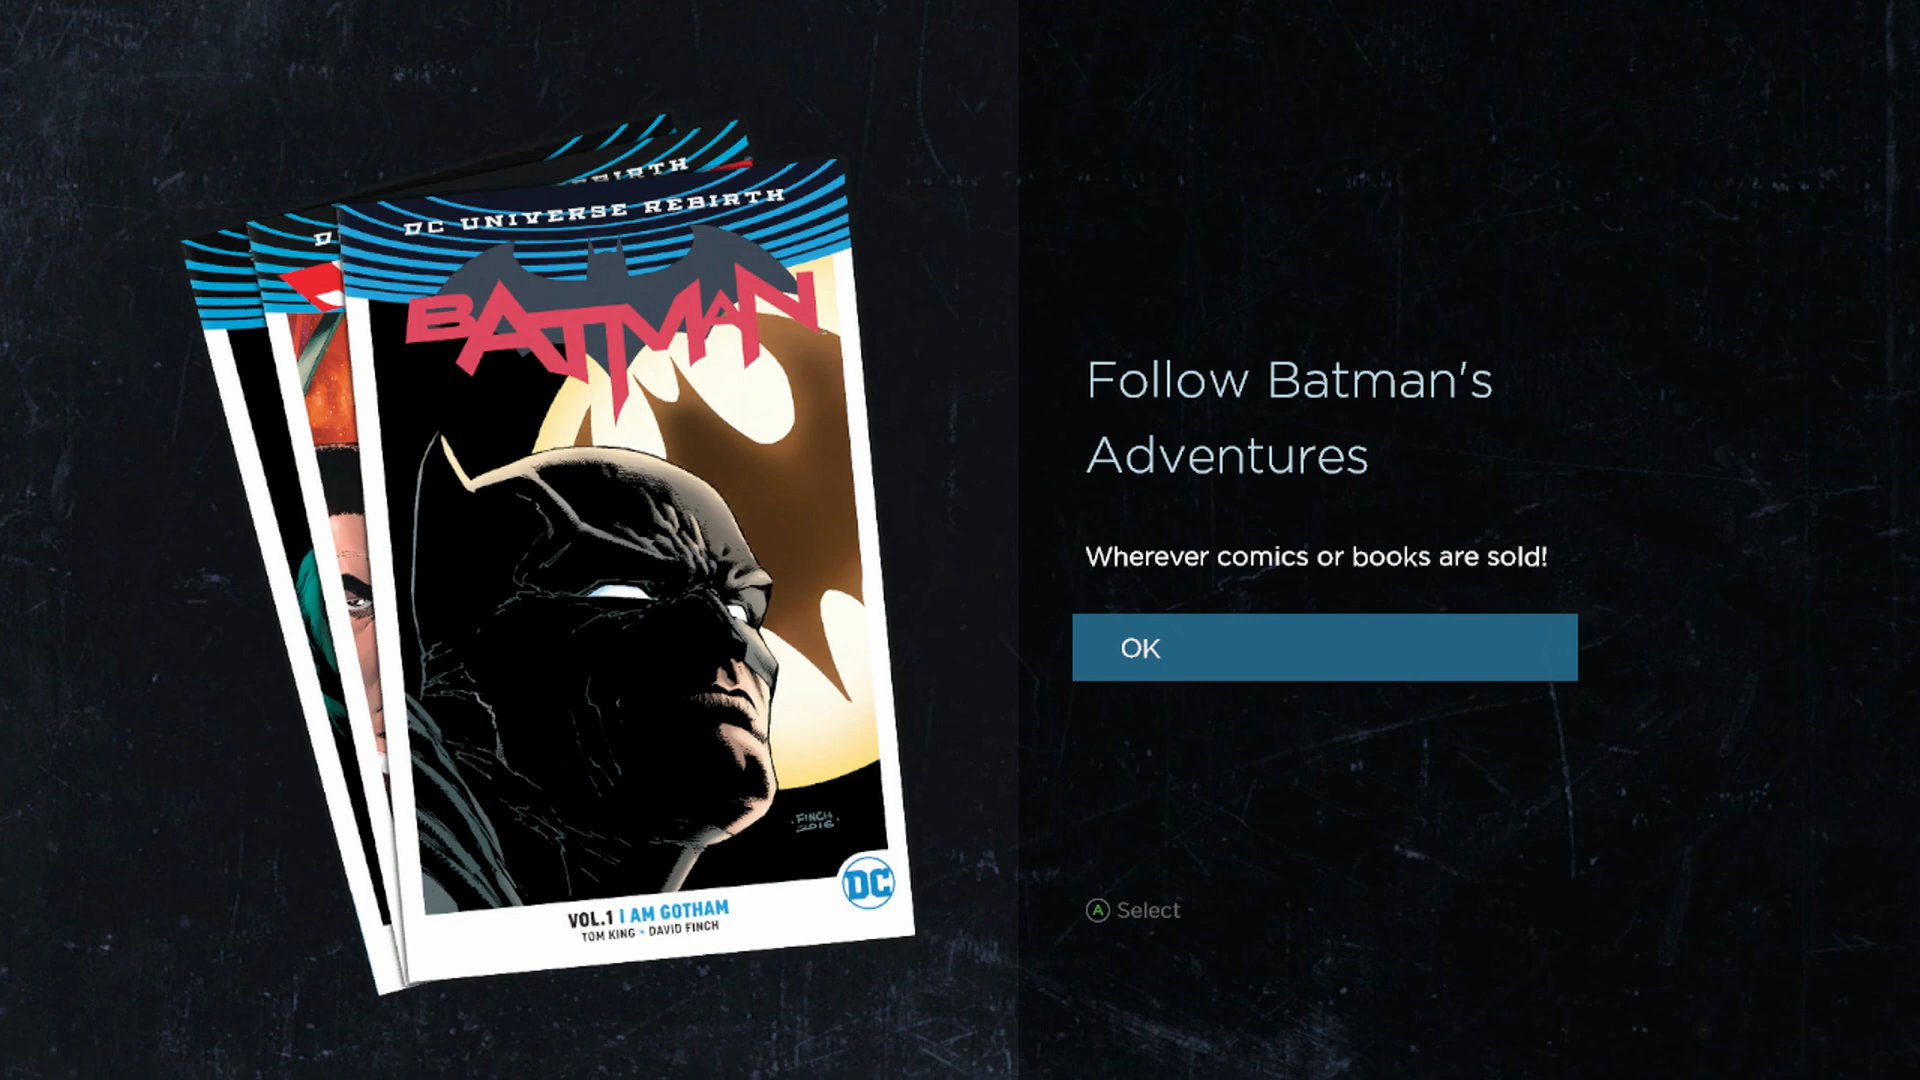 REBIRTH
D
DC UNIVERSE REBIRTH
BATMAN
FINCH
2016
DC
VOL.1 I AM GOTHAM
TOM KING - DAVID FINCH
Follow Batman's
Adventures
Wherever comics or books are sold!
OK
A Select